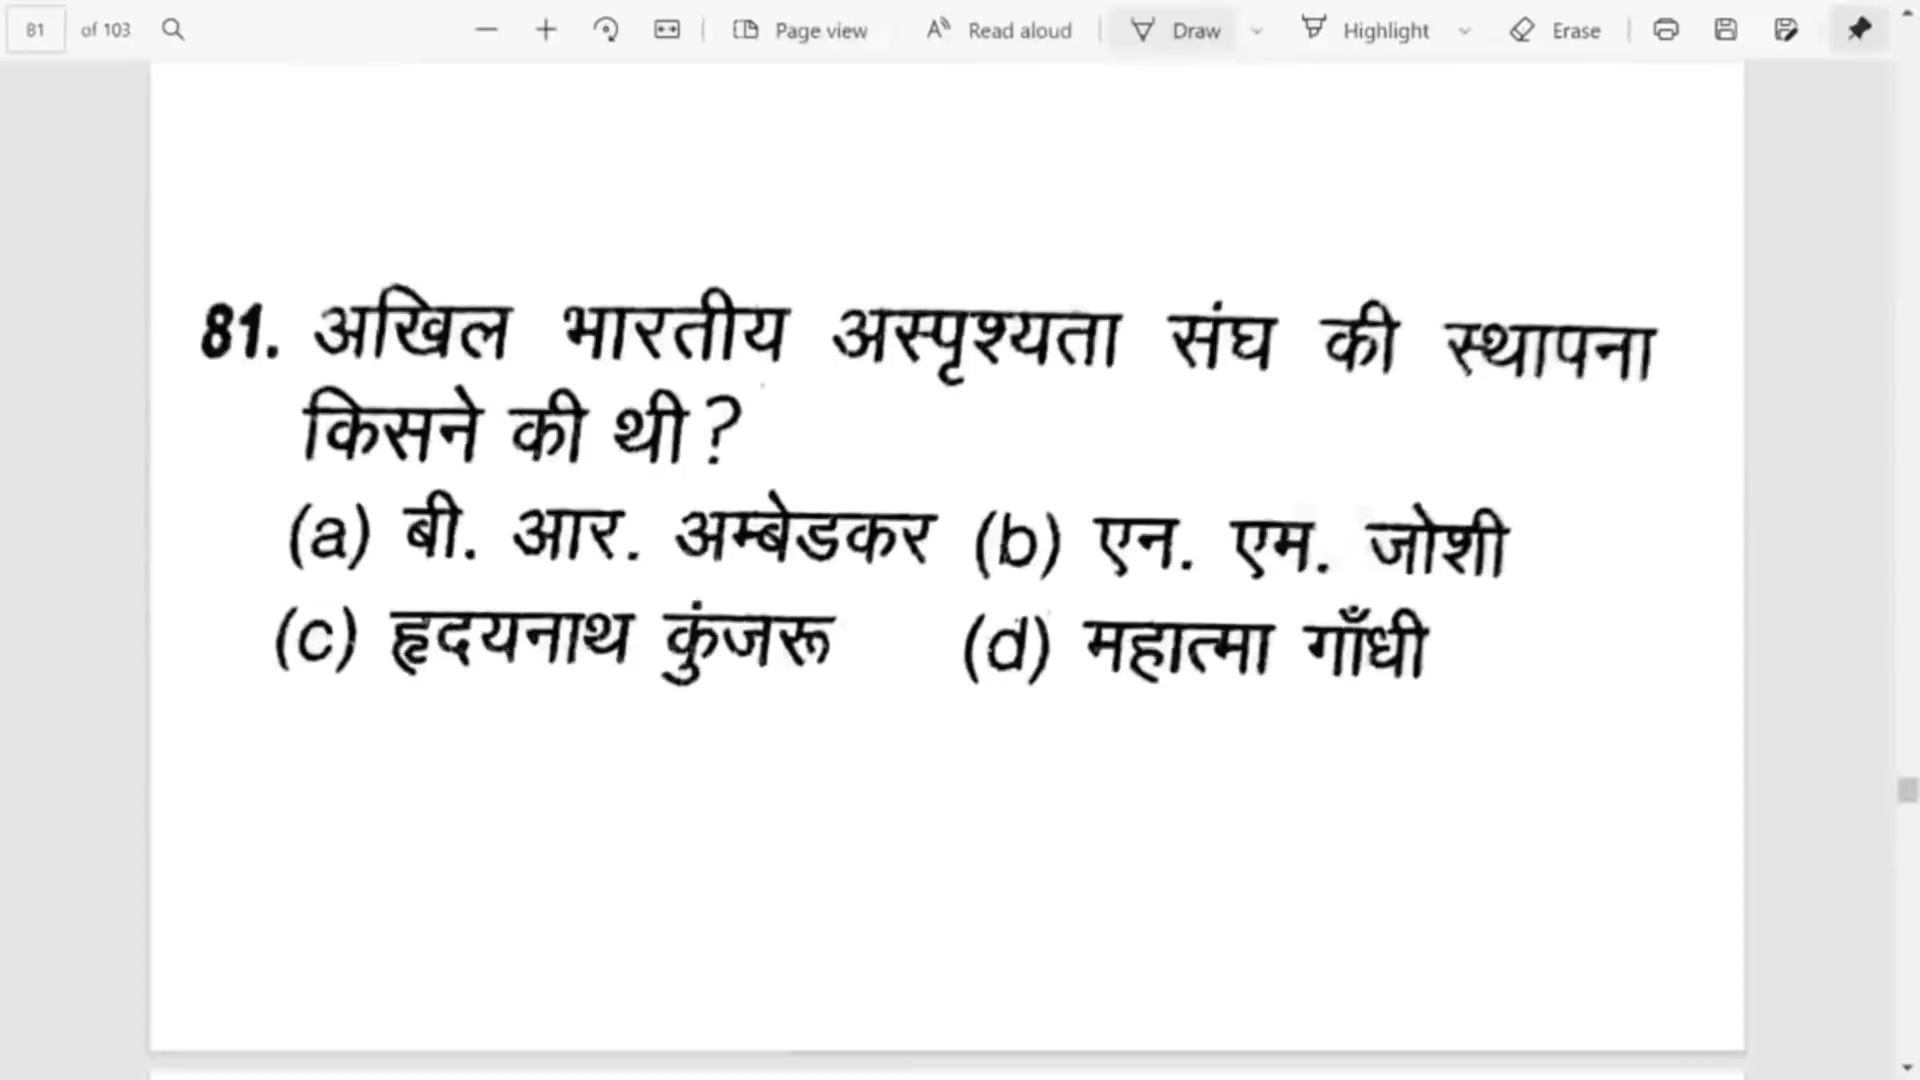 81 of 103 Page view Read aloud Draw Highlight Erase
81. अखिल भारतीय अस्पृश्यता संघ की स्थापना
किसने की थी?
(a) बी. आर. अम्बेडकर (b) एन. एम. जोशी
(c) हृदयनाथ कुंजरू (d) महात्मा गाँधी